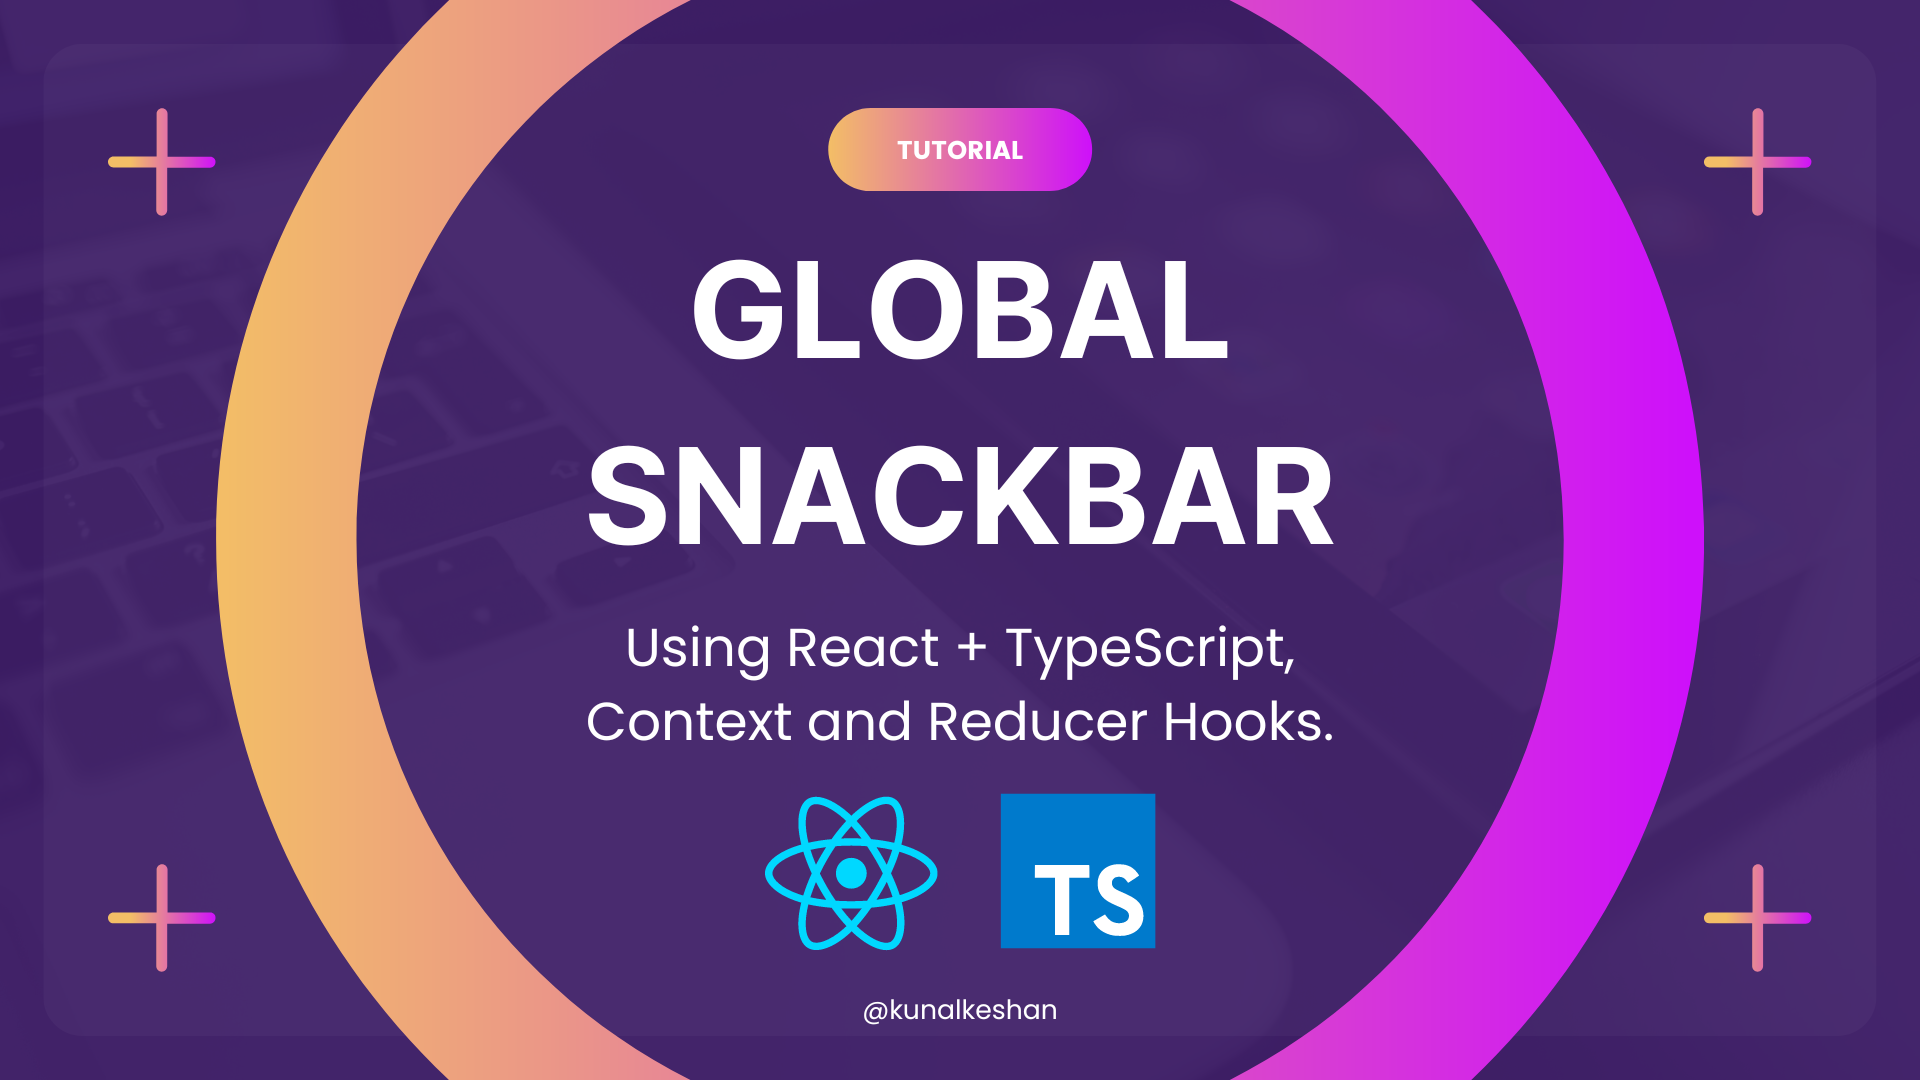 TUTORIAL
GLOBAL
SNACKBAR
Using React + TypeScript,
Context and Reducer Hooks.
TS
@kunalkeshan